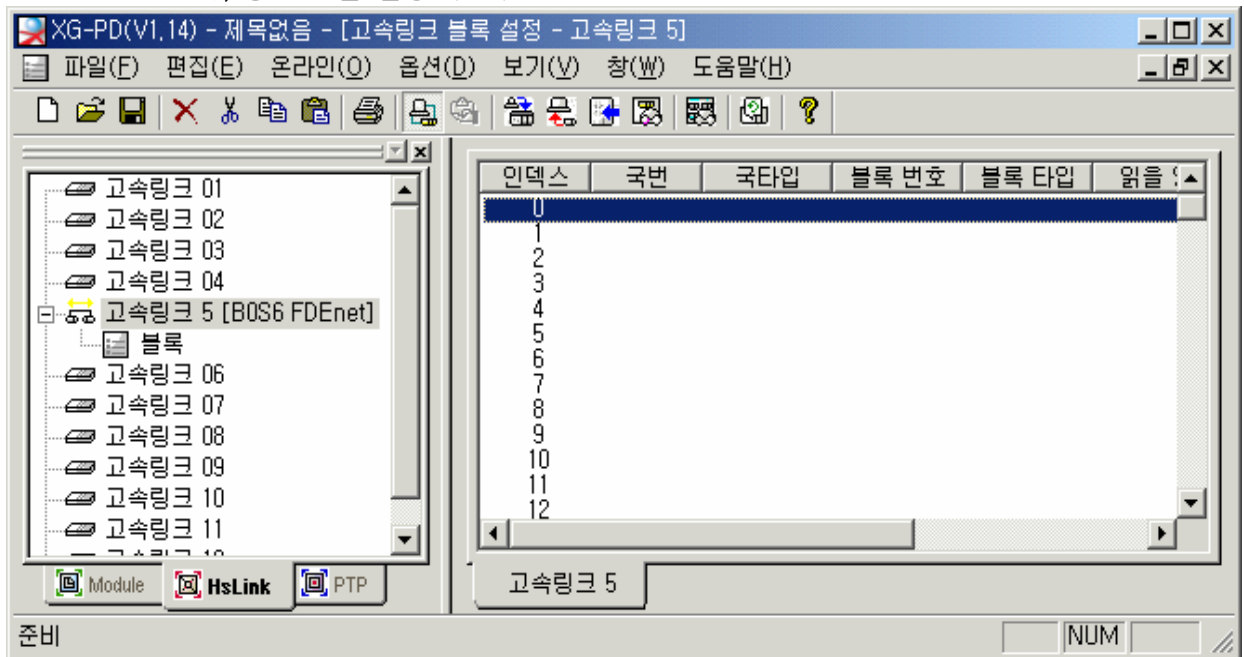 XG-PD(V1,14) - 제목없음 - [고속링크 블록 설정 - 고속링크 5]
파일(F) 편집(E) 온라인(O) 옵션(D) 보기(V) 창(W) 도움말(H)
고속링크 01
고속링크 02
고속링크 03
고속링크 04
고속링크 5 [B0S6 FDEnet]
블록
고속링크 06
고속링크 07
고속링크 08
고속링크 09
고속링크 10
고속링크 11
Module HsLink PTP
인덱스 국번 국타입 블록 번호 블록 타입 읽을
0
1
2
3
4
5
6
7
8
9
10
11
12
고속링크 5
준비 NUM